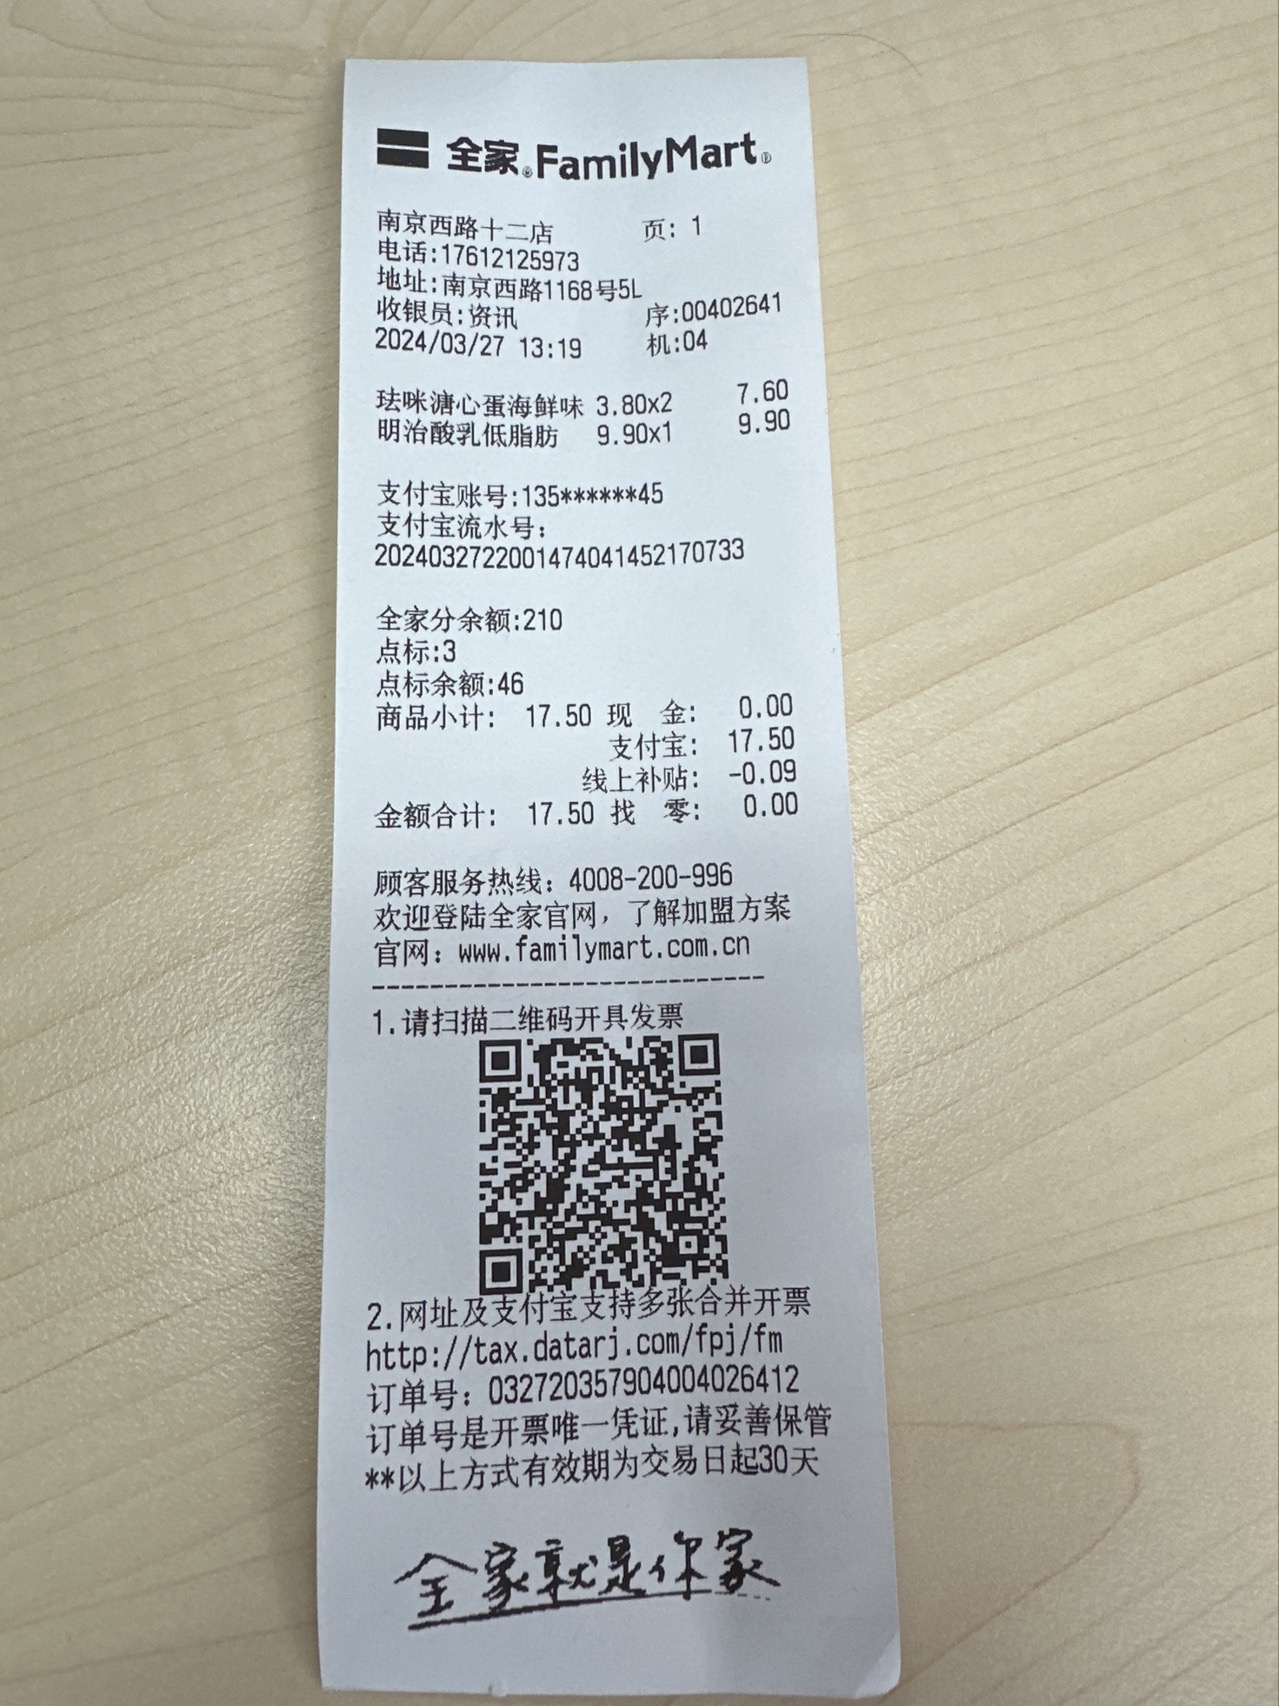 全家®FamilyMart®
南京西路十二店 页: 1
电话:17612125973
地址:南京西路1168号5L
收银员:资讯 序:00402641
2024/03/27 13:19 机:04
珐咪溏心蛋海鲜味 3.80x2 7.60
明治酸乳低脂肪 9.90x1 9.90
支付宝账号:135******45
支付宝流水号:
2024032722001474041452170733
全家分余额:210
点标:3
点标余额:46
商品小计: 17.50 现 金: 0.00
支付宝: 17.50
线上补贴: -0.09
金额合计: 17.50 找 零: 0.00
顾客服务热线: 4008-200-996
欢迎登陆全家官网, 了解加盟方案
官网: www.familymart.com.cn
---------------------------
1.请扫描二维码开具发票
2.网址及支付宝支持多张合并开票
http://tax.datarj.com/fpj/fm
订单号: 0327203579040040264​12
订单号是开票唯一凭证,请妥善保管
**以上方式有效期为交易日起30天
全家就是你家